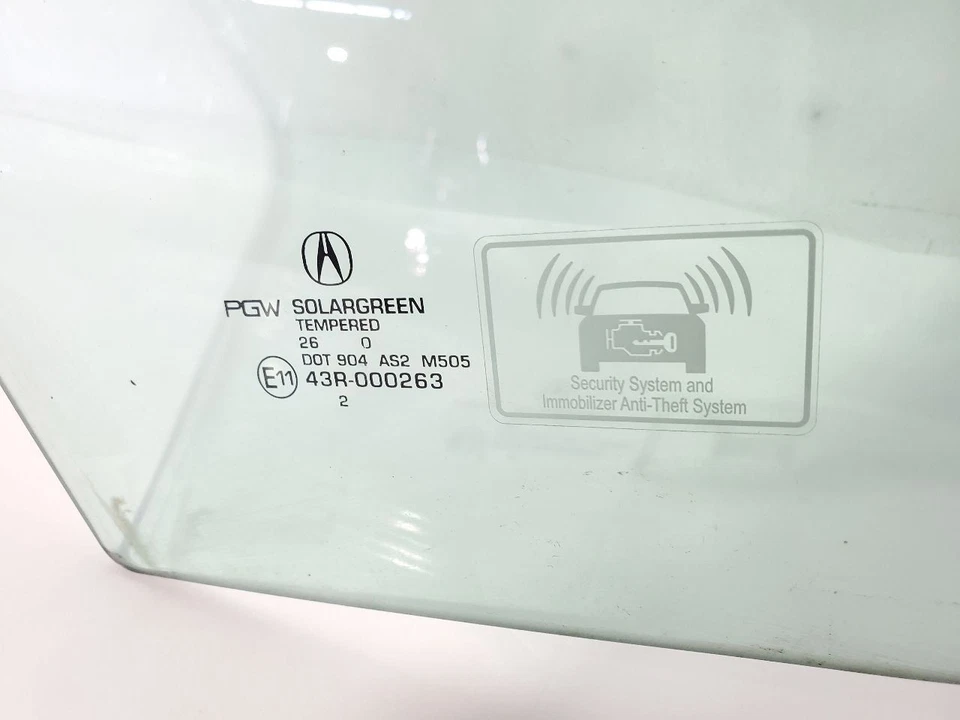 PGW SOLARGREEN
TEMPERED
26 0
DOT 904 AS2 M505
E11 43R-000263
2
Security System and
Immobilizer Anti-Theft System